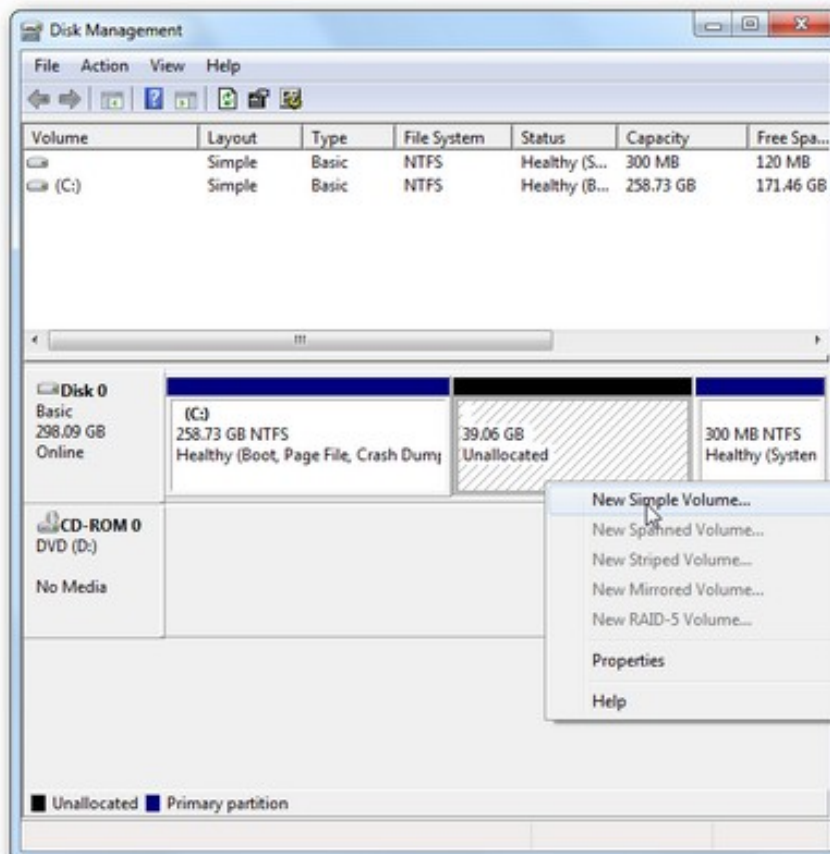 Disk Management
File Action View Help
Volume Layout Type File System Status Capacity Free Spa...
Simple Basic NTFS Healthy (S... 300 MB 120 MB
(C:) Simple Basic NTFS Healthy (B... 258.73 GB 171.46 GB
Disk 0
Basic
298.09 GB
Online
(C:)
258.73 GB NTFS
Healthy (Boot, Page File, Crash Dump
39.06 GB
Unallocated
300 MB NTFS
Healthy (System
CD-ROM 0
DVD (D:)
No Media
New Simple Volume...
New Spanned Volume...
New Striped Volume...
New Mirrored Volume...
New RAID-5 Volume...
Properties
Help
Unallocated Primary partition